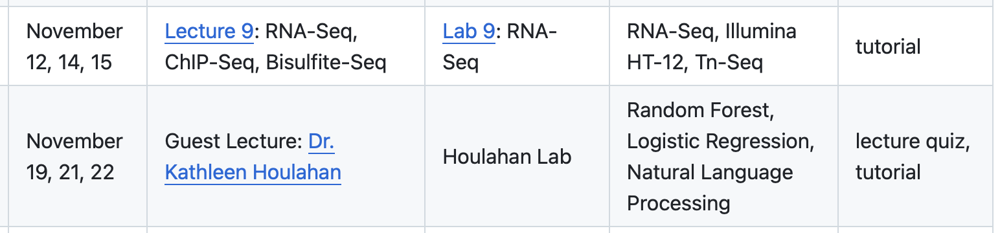 November
12, 14, 15
Lecture 9: RNA-Seq,
ChIP-Seq, Bisulfite-Seq
Lab 9: RNA-
Seq
RNA-Seq, Illumina
HT-12, Tn-Seq
tutorial
November
19, 21, 22
Guest Lecture: Dr.
Kathleen Houlahan
Houlahan Lab
Random Forest,
Logistic Regression,
Natural Language
Processing
lecture quiz,
tutorial